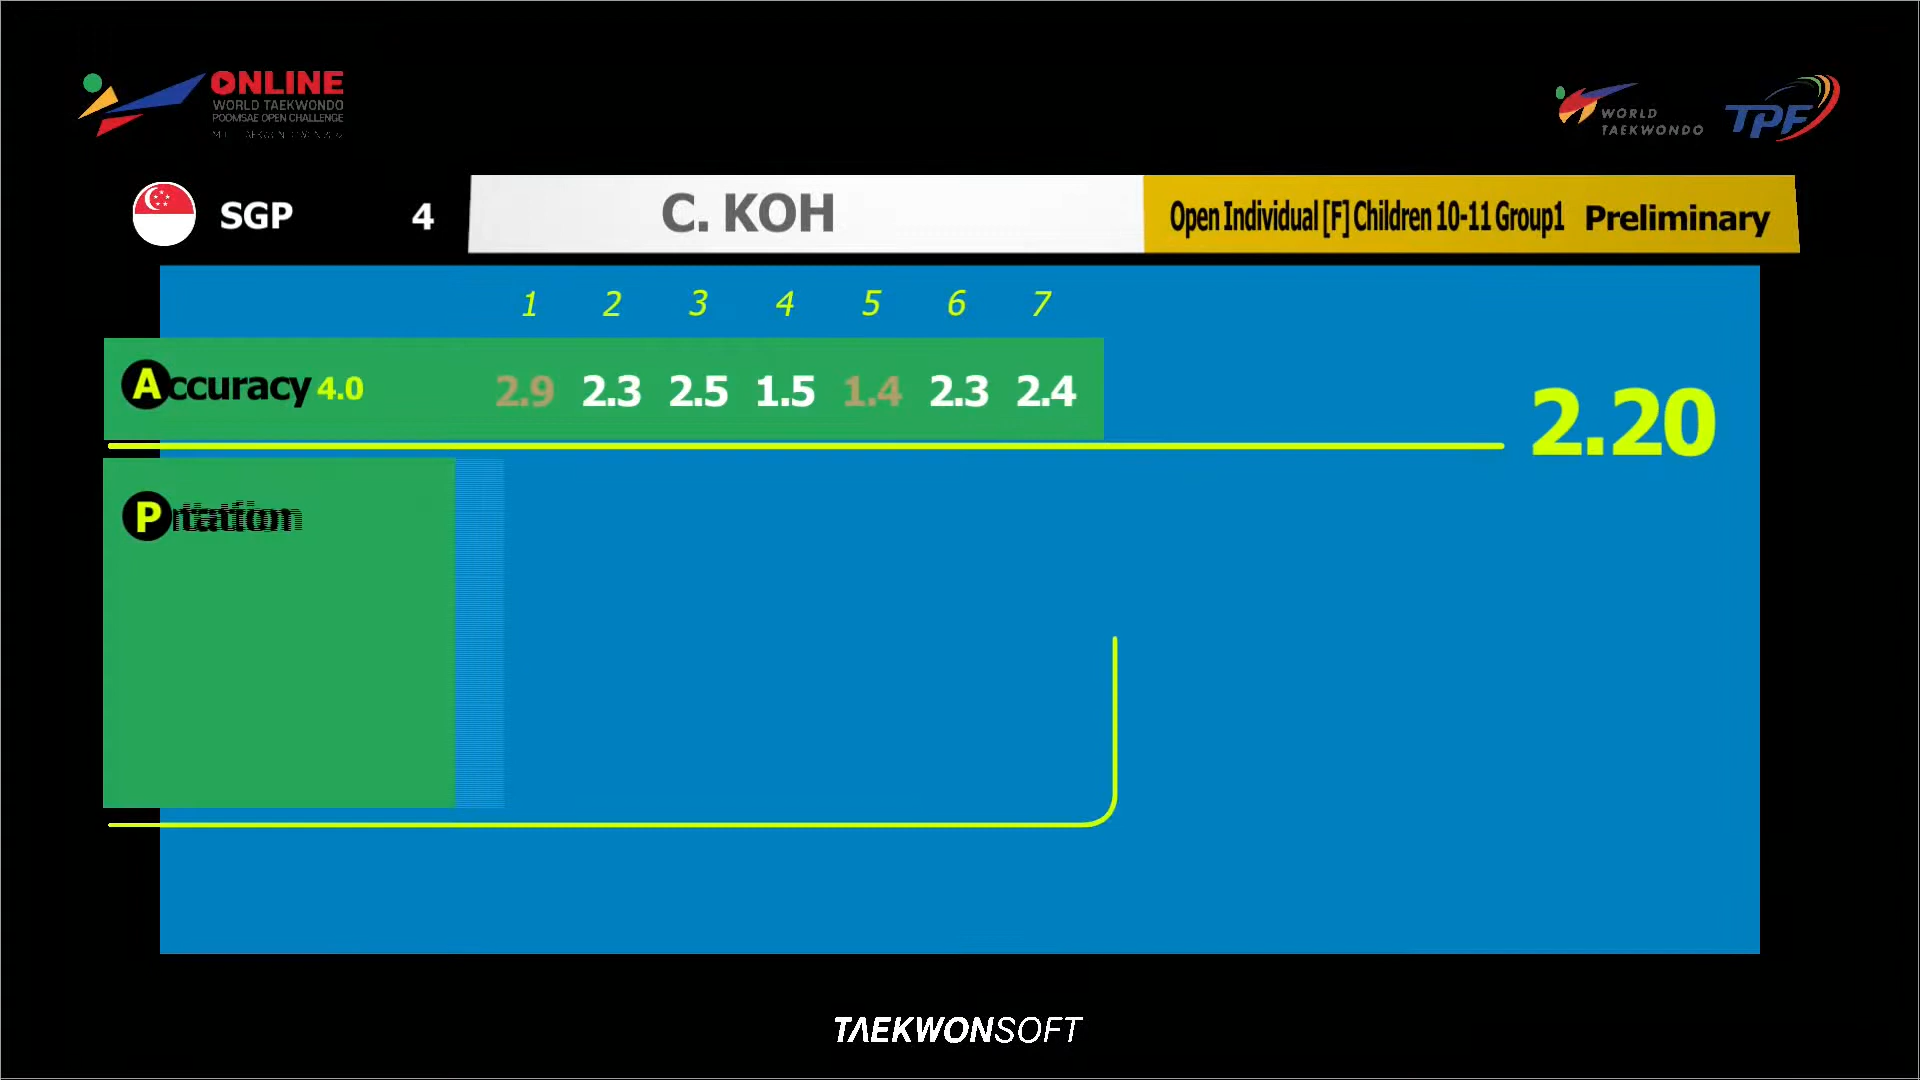 ONLINE
WORLD TAEKWONDO
POOMSAE OPEN CHALLENGE
WORLD
TAEKWONDO
TPF
SGP 4 C. KOH Open Individual [F] Children 10-11 Group1 Preliminary
1 2 3 4 5 6 7
Accuracy 4.0 2.9 2.3 2.5 1.5 1.4 2.3 2.4
2.20
P ntation
TAEKWONSOFT